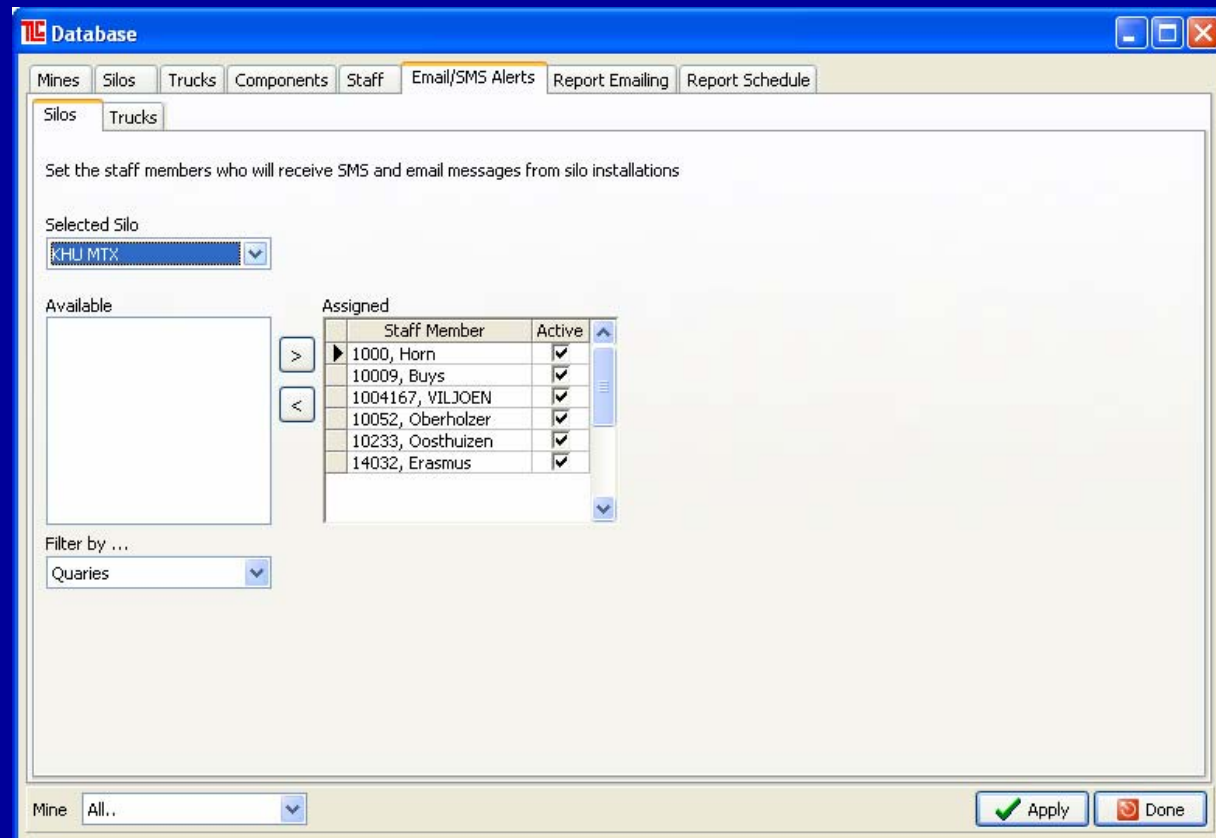 TLC Database
Mines Silos Trucks Components Staff Email/SMS Alerts Report Emailing Report Schedule
Silos Trucks
Set the staff members who will receive SMS and email messages from silo installations
Selected Silo
KHU MTX
Available Assigned
Staff Member Active
> 1000, Horn
10009, Buys
< 1004167, VILJOEN
10052, Oberholzer
10233, Oosthuizen
14032, Erasmus
Filter by ...
Quaries
Mine All.. Apply Done